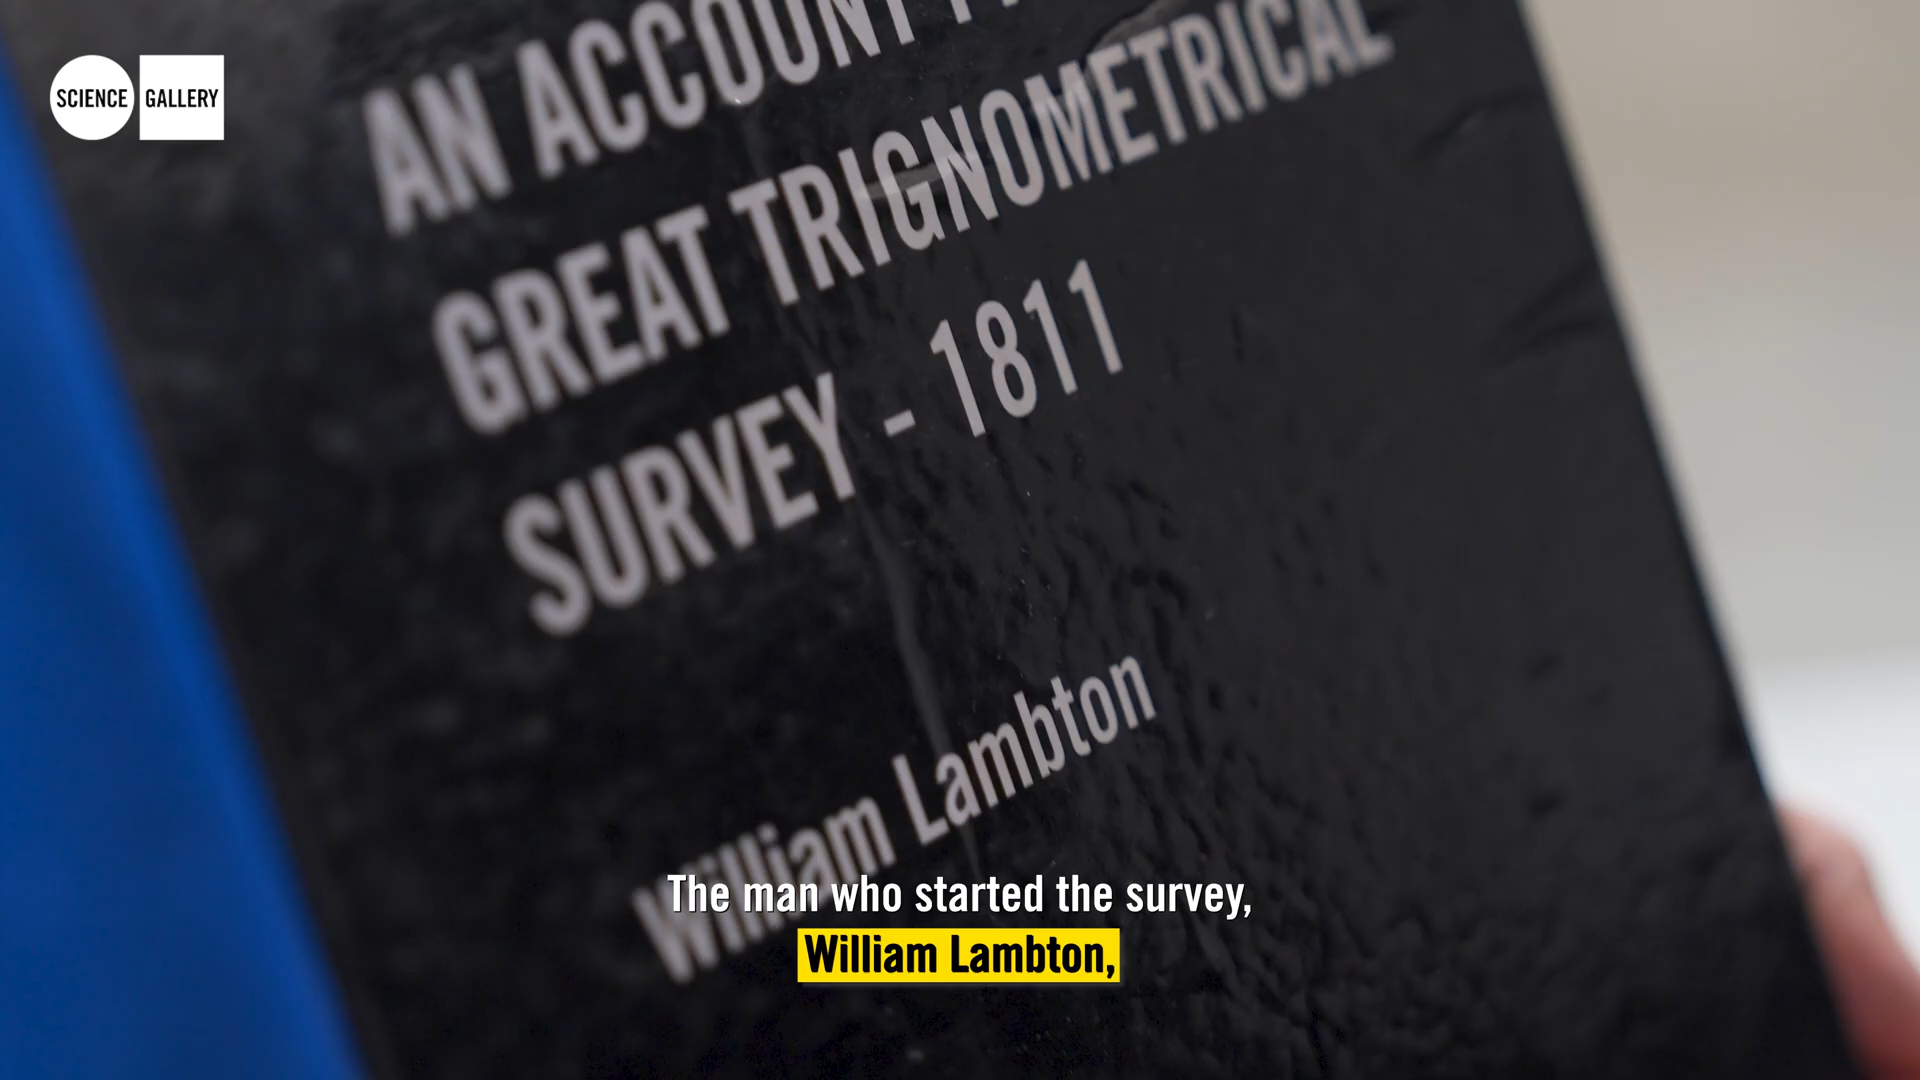 SCIENCE GALLERY
AN ACCOUNT
GREAT TRIGNOMETRICAL
SURVEY - 1811
William Lambton
The man who started the survey,
William Lambton,